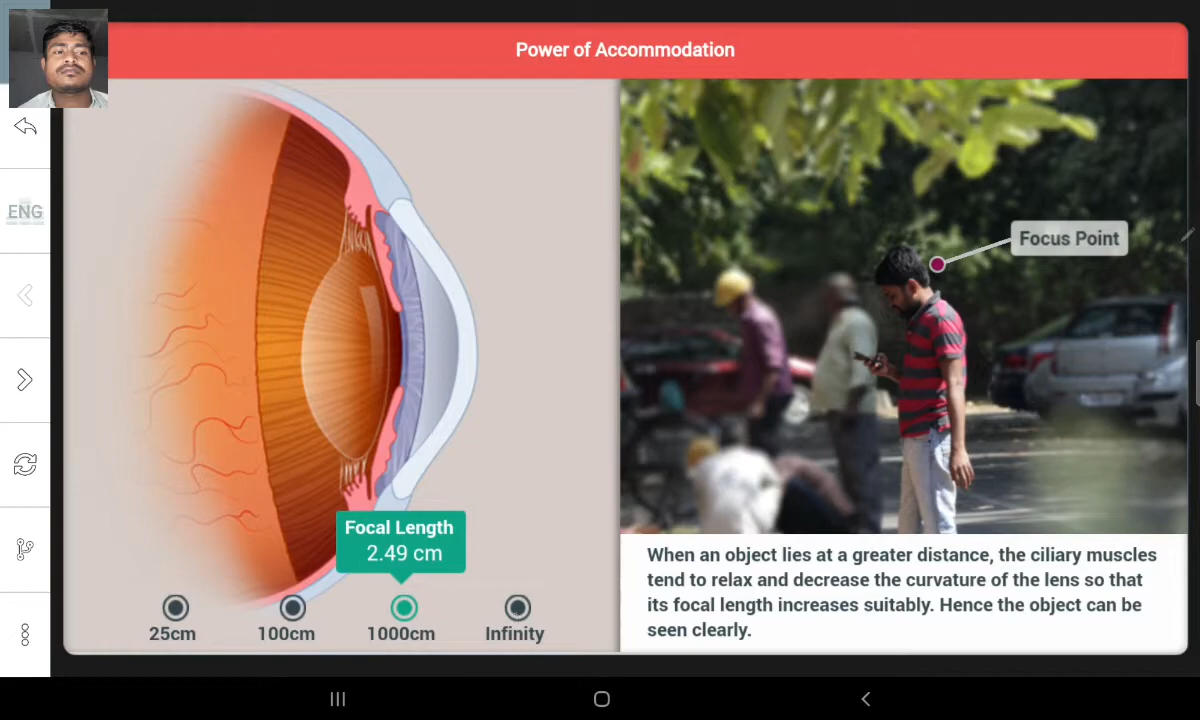 Power of Accommodation
ENG
Focus Point
Focal Length
2.49 cm
25cm
100cm
1000cm
Infinity
When an object lies at a greater distance, the ciliary muscles
tend to relax and decrease the curvature of the lens so that
its focal length increases suitably. Hence the object can be
seen clearly.